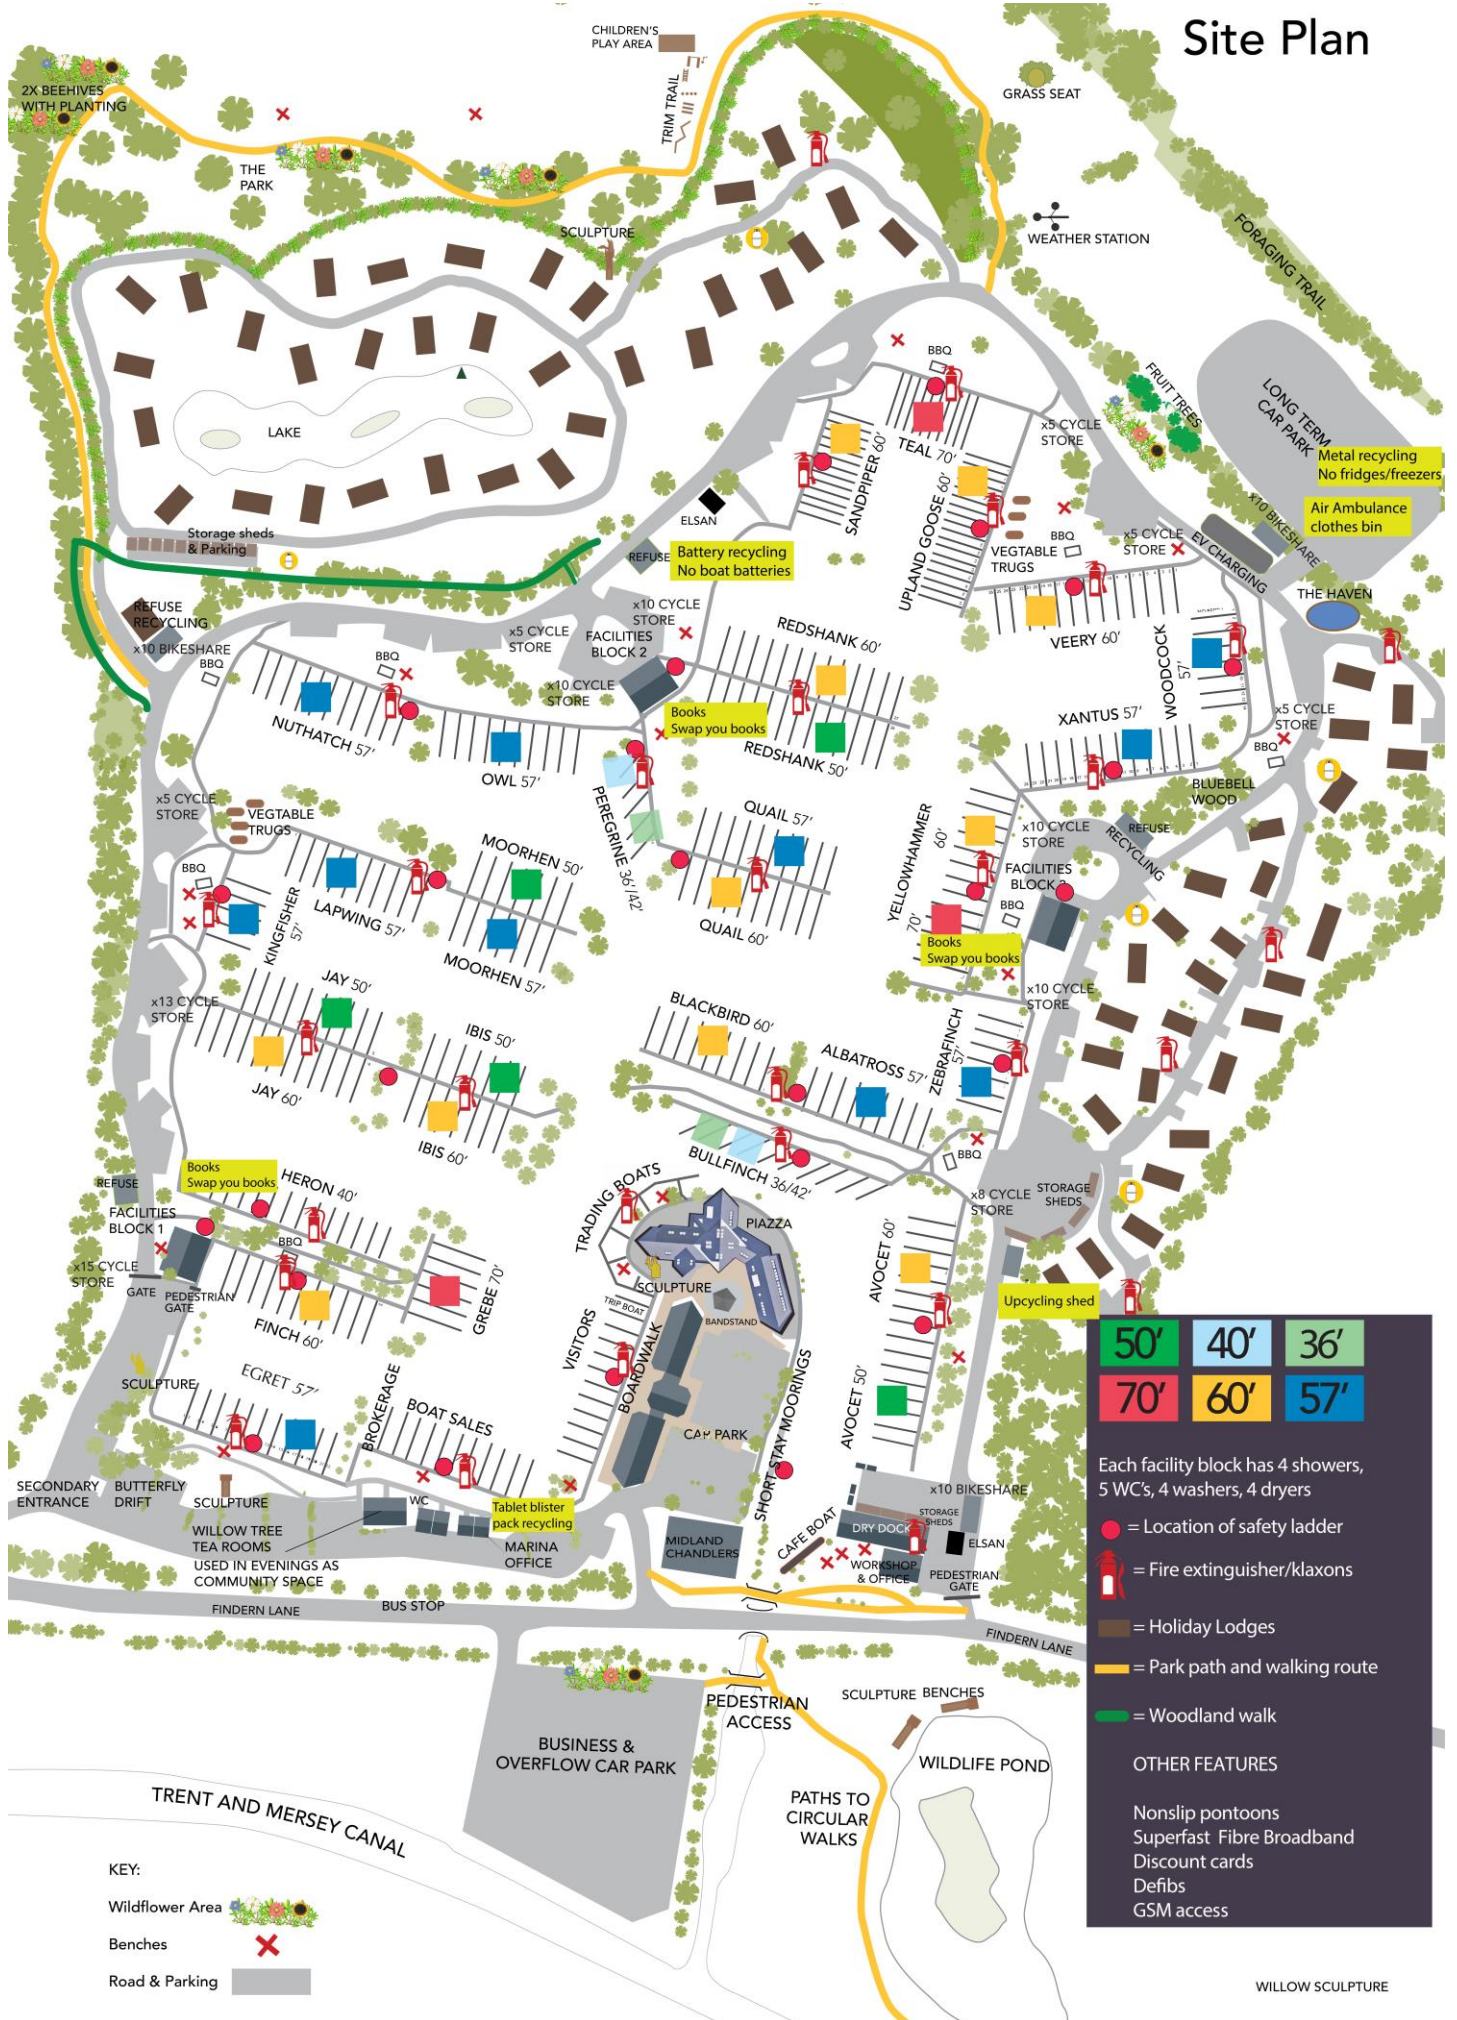 Site Plan
CHILDREN'S
PLAY AREA
TRIM TRAIL
GRASS SEAT
2X BEEHIVES
WITH PLANTING
THE
PARK
SCULPTURE
WEATHER STATION
FORAGING TRAIL
FRUIT TREES
LONG TERM
CAR PARK
Metal recycling
No fridges/freezers
Air Ambulance
clothes bin
x10 BIKESHARE
EV CHARGING
THE HAVEN
LAKE
BBQ
TEAL 70'
SANDPIPER 60'
UPLAND GOOSE 60'
x5 CYCLE
STORE
VEGTABLE
TRUGS
BBQ
x5 CYCLE
STORE
ELSAN
REFUSE
Battery recycling
No boat batteries
Storage sheds
& Parking
REFUSE
RECYCLING
x10 BIKESHARE
BBQ
BBQ
x5 CYCLE
STORE
FACILITIES
BLOCK 2
x10 CYCLE
STORE
x10 CYCLE
STORE
REDSHANK 60'
REDSHANK 50'
VEERY 60'
WOODCOCK
57'
XANTUS 57'
x5 CYCLE
STORE
BBQ
BLUEBELL
WOOD
NUTHATCH 57'
OWL 57'
Books
Swap you books
PEREGRINE 36'/42'
QUAIL 57'
QUAIL 60'
YELLOWHAMMER
60'
70'
x10 CYCLE
STORE
REFUSE
RECYCLING
FACILITIES
BLOCK
BBQ
Books
Swap you books
x10 CYCLE
STORE
x5 CYCLE
STORE
VEGTABLE
TRUGS
BBQ
KINGFISHER
57'
LAPWING 57'
MOORHEN 50'
MOORHEN 57'
x13 CYCLE
STORE
JAY 50'
JAY 60'
IBIS 50'
IBIS 60'
BLACKBIRD 60'
ALBATROSS 57'
ZEBRAFINCH
57'
BULLFINCH 36/42'
BBQ
x8 CYCLE
STORE
STORAGE
SHEDS
Upcycling shed
Books
Swap you books
HERON 40'
REFUSE
FACILITIES
BLOCK 1
BBQ
x15 CYCLE
STORE
GATE
PEDESTRIAN
GATE
FINCH 60'
GREBE 70'
TRADING BOATS
PIAZZA
SCULPTURE
TRIP BOAT
BANDSTAND
VISITORS
BOARDWALK
CAR PARK
SHORT STAY MOORINGS
AVOCET 60'
AVOCET 50'
SCULPTURE
EGRET 57'
BROKERAGE
BOAT SALES
SECONDARY
ENTRANCE
BUTTERFLY
DRIFT
SCULPTURE
WC
WILLOW TREE
TEA ROOMS
USED IN EVENINGS AS
COMMUNITY SPACE
Tablet blister
pack recycling
MARINA
OFFICE
MIDLAND
CHANDLERS
CAFE BOAT
DRY DOCK
STORAGE
SHEDS
x10 BIKESHARE
ELSAN
WORKSHOP
& OFFICE
PEDESTRIAN
GATE
FINDERN LANE
BUS STOP
FINDERN LANE
50' 40' 36'
70' 60' 57'
Each facility block has 4 showers,
5 WC's, 4 washers, 4 dryers
= Location of safety ladder
= Fire extinguisher/klaxons
= Holiday Lodges
= Park path and walking route
= Woodland walk
OTHER FEATURES
Nonslip pontoons
Superfast Fibre Broadband
Discount cards
Defibs
GSM access
PEDESTRIAN
ACCESS
SCULPTURE BENCHES
BUSINESS &
OVERFLOW CAR PARK
WILDLIFE POND
PATHS TO
CIRCULAR
WALKS
TRENT AND MERSEY CANAL
KEY:
Wildflower Area
Benches
Road & Parking
WILLOW SCULPTURE